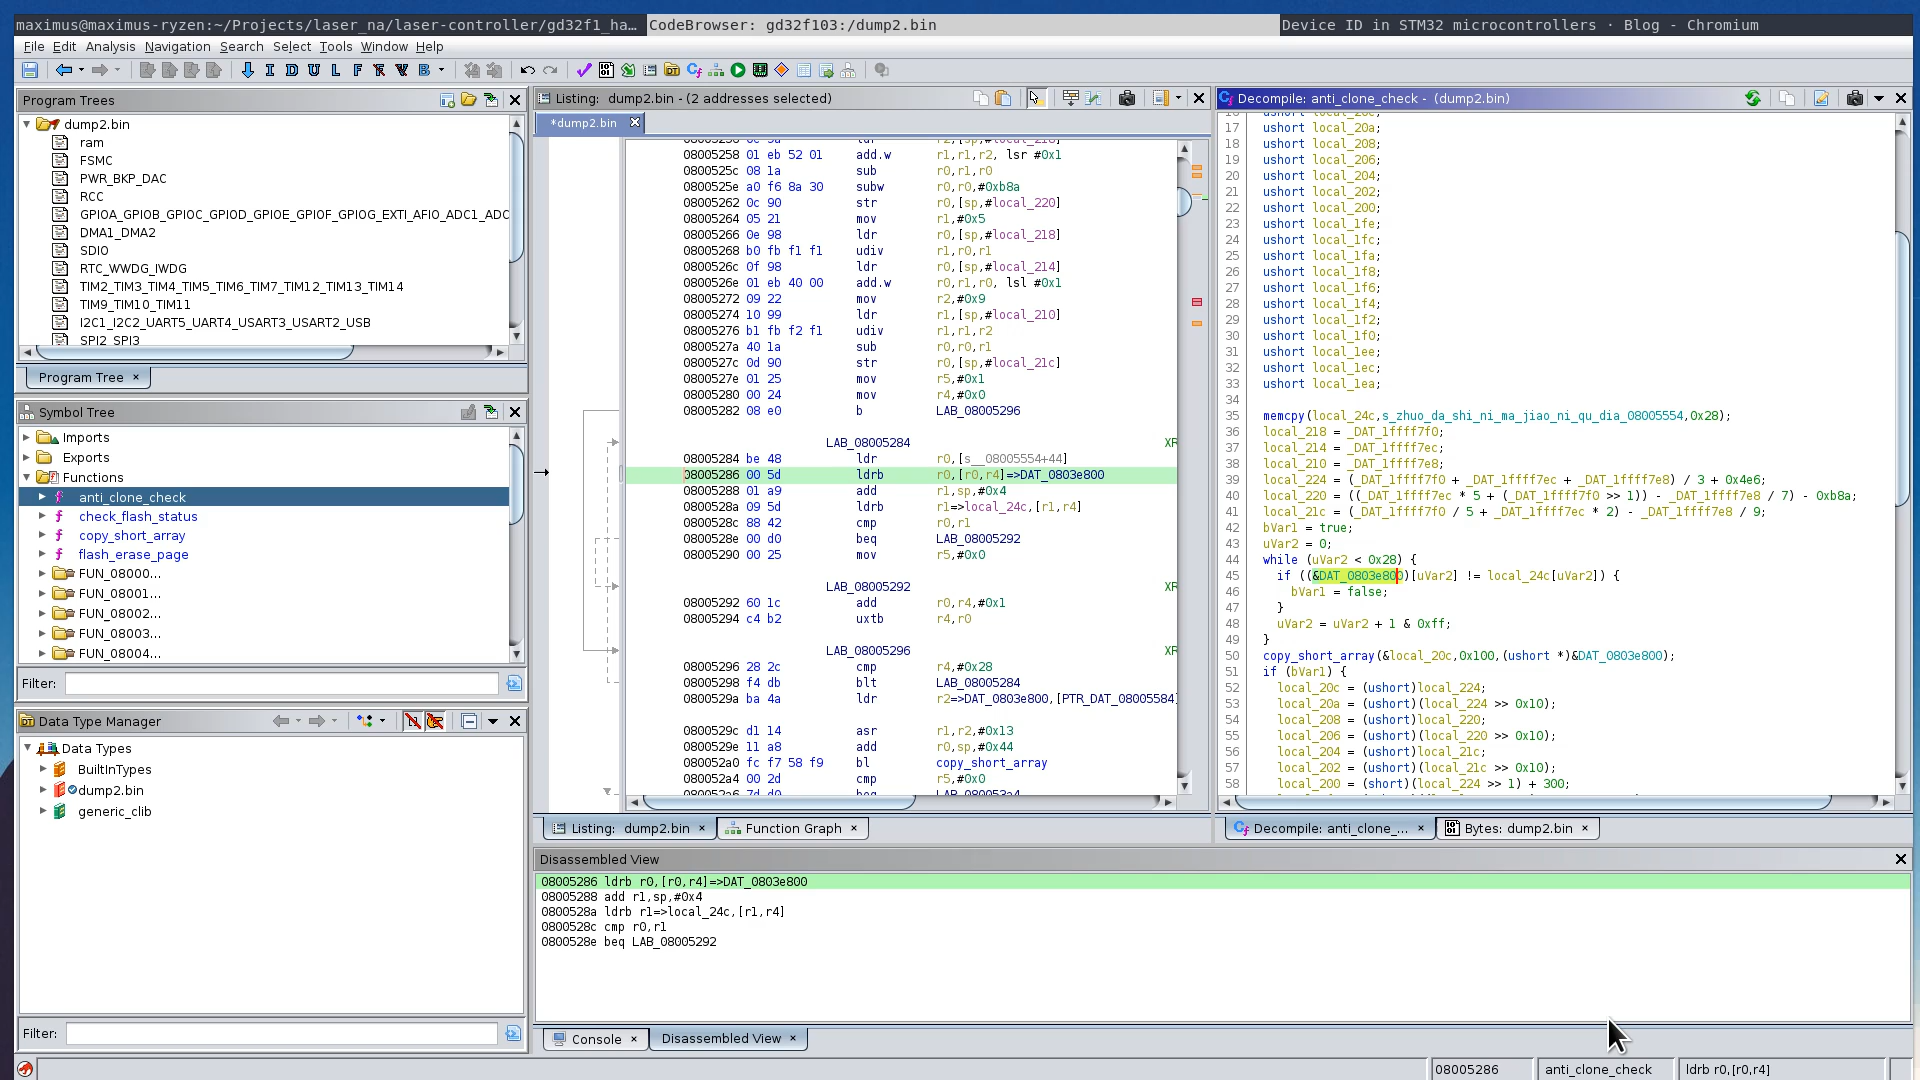 maximus@maximus-ryzen:~/Projects/laser_na/laser-controller/gd32f1_ha…
CodeBrowser: gd32f103:/dump2.bin
Device ID in STM32 microcontrollers · Blog - Chromium
File Edit Analysis Navigation Search Select Tools Window Help
Program Trees
dump2.bin
ram
FSMC
PWR_BKP_DAC
RCC
GPIOA_GPIOB_GPIOC_GPIOD_GPIOE_GPIOF_GPIOG_EXTI_AFIO_ADC1_ADC
DMA1_DMA2
SDIO
RTC_WWDG_IWDG
TIM2_TIM3_TIM4_TIM5_TIM6_TIM7_TIM12_TIM13_TIM14
TIM9_TIM10_TIM11
I2C1_I2C2_UART5_UART4_USART3_USART2_USB
SPI2_SPI3
Program Tree ×
Symbol Tree
Imports
Exports
Functions
anti_clone_check
check_flash_status
copy_short_array
flash_erase_page
FUN_08000...
FUN_08001...
FUN_08002...
FUN_08003...
FUN_08004...
Filter:
Data Type Manager
Data Types
BuiltInTypes
dump2.bin
generic_clib
Filter:
Listing: dump2.bin - (2 addresses selected)
*dump2.bin
08005258 01 eb 52 01 add.w r1,r1,r2, lsr #0x1
0800525c 08 1a sub r0,r1,r0
0800525e a0 f6 8a 30 subw r0,r0,#0xb8a
08005262 0c 90 str r0,[sp,#local_220]
08005264 05 21 mov r1,#0x5
08005266 0e 98 ldr r0,[sp,#local_218]
08005268 b0 fb f1 f1 udiv r1,r0,r1
0800526c 0f 98 ldr r0,[sp,#local_214]
0800526e 01 eb 40 00 add.w r0,r1,r0, lsl #0x1
08005272 09 22 mov r2,#0x9
08005274 10 99 ldr r1,[sp,#local_210]
08005276 b1 fb f2 f1 udiv r1,r1,r2
0800527a 40 1a sub r0,r0,r1
0800527c 0d 90 str r0,[sp,#local_21c]
0800527e 01 25 mov r5,#0x1
08005280 00 24 mov r4,#0x0
08005282 08 e0 b LAB_08005296
LAB_08005284 XR
08005284 be 48 ldr r0,[s__08005554+44]
08005286 00 5d ldrb r0,[r0,r4]=>DAT_0803e800
08005288 01 a9 add r1,sp,#0x4
0800528a 09 5d ldrb r1=>local_24c,[r1,r4]
0800528c 88 42 cmp r0,r1
0800528e 00 d0 beq LAB_08005292
08005290 00 25 mov r5,#0x0
LAB_08005292 XR
08005292 60 1c add r0,r4,#0x1
08005294 c4 b2 uxtb r4,r0
LAB_08005296 XR
08005296 28 2c cmp r4,#0x28
08005298 f4 db blt LAB_08005284
0800529a ba 4a ldr r2=>DAT_0803e800,[PTR_DAT_08005584]
0800529c d1 14 asr r1,r2,#0x13
0800529e 11 a8 add r0,sp,#0x44
080052a0 fc f7 58 f9 bl copy_short_array
080052a4 00 2d cmp r5,#0x0
080052a6 7d d0 beq LAB_080053a4
Listing: dump2.bin × Function Graph ×
Decompile: anti_clone_check - (dump2.bin)
16 ushort local_20c;
17 ushort local_20a;
18 ushort local_208;
19 ushort local_206;
20 ushort local_204;
21 ushort local_202;
22 ushort local_200;
23 ushort local_1fe;
24 ushort local_1fc;
25 ushort local_1fa;
26 ushort local_1f8;
27 ushort local_1f6;
28 ushort local_1f4;
29 ushort local_1f2;
30 ushort local_1f0;
31 ushort local_1ee;
32 ushort local_1ec;
33 ushort local_1ea;
34
35 memcpy(local_24c,s_zhuo_da_shi_ni_ma_jiao_ni_qu_dia_08005554,0x28);
36 local_218 = _DAT_1ffff7f0;
37 local_214 = _DAT_1ffff7ec;
38 local_210 = _DAT_1ffff7e8;
39 local_224 = (_DAT_1ffff7f0 + _DAT_1ffff7ec + _DAT_1ffff7e8) / 3 + 0x4e6;
40 local_220 = ((_DAT_1ffff7ec * 5 + (_DAT_1ffff7f0 >> 1)) - _DAT_1ffff7e8 / 7) - 0xb8a;
41 local_21c = (_DAT_1ffff7f0 / 5 + _DAT_1ffff7ec * 2) - _DAT_1ffff7e8 / 9;
42 bVar1 = true;
43 uVar2 = 0;
44 while (uVar2 < 0x28) {
45 if ((&DAT_0803e800)[uVar2] != local_24c[uVar2]) {
46 bVar1 = false;
47 }
48 uVar2 = uVar2 + 1 & 0xff;
49 }
50 copy_short_array(&local_20c,0x100,(ushort *)&DAT_0803e800);
51 if (bVar1) {
52 local_20c = (ushort)local_224;
53 local_20a = (ushort)(local_224 >> 0x10);
54 local_208 = (ushort)local_220;
55 local_206 = (ushort)(local_220 >> 0x10);
56 local_204 = (ushort)local_21c;
57 local_202 = (ushort)(local_21c >> 0x10);
58 local_200 = (short)(local_224 >> 1) + 300;
Decompile: anti_clone_... × Bytes: dump2.bin ×
Disassembled View
08005286 ldrb r0,[r0,r4]=>DAT_0803e800
08005288 add r1,sp,#0x4
0800528a ldrb r1=>local_24c,[r1,r4]
0800528c cmp r0,r1
0800528e beq LAB_08005292
Console × Disassembled View ×
08005286 anti_clone_check ldrb r0,[r0,r4]